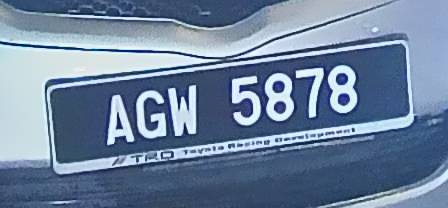 AGW 5878
TRD Toyota Racing Development